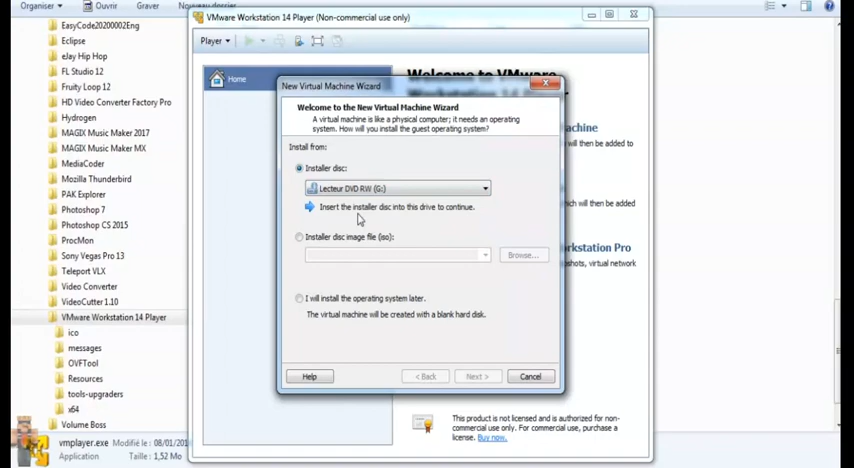 Organiser
Ouvrir
Graver
Nouveau dossier
EasyCode20200002Eng
Eclipse
eJay Hip Hop
FL Studio 12
Fruity Loop 12
HD Video Converter Factory Pro
Hydrogen
MAGIX Music Maker 2017
MAGIX Music Maker MX
MediaCoder
Mozilla Thunderbird
PAK Explorer
Photoshop 7
Photoshop CS 2015
ProcMon
Sony Vegas Pro 13
Teleport VLX
Video Converter
VideoCutter 1.10
VMware Workstation 14 Player
ico
messages
OVFTool
Resources
tools-upgraders
x64
Volume Boss
vmplayer.exe Modifié le : 08/01/201
Application Taille : 1,52 Mo
VMware Workstation 14 Player (Non-commercial use only)
Player
Home
Welcome to VMware
Workstation 14 Player
achine
will then be added to
which will then be added
rkstation Pro
shots, virtual network
This product is not licensed and is authorized for non-
commercial use only. For commercial use, purchase a
license. Buy now.
New Virtual Machine Wizard
Welcome to the New Virtual Machine Wizard
A virtual machine is like a physical computer; it needs an operating
system. How will you install the guest operating system?
Install from:
Installer disc:
Lecteur DVD RW (G:)
Insert the installer disc into this drive to continue.
Installer disc image file (iso):
Browse...
I will install the operating system later.
The virtual machine will be created with a blank hard disk.
Help
< Back
Next >
Cancel